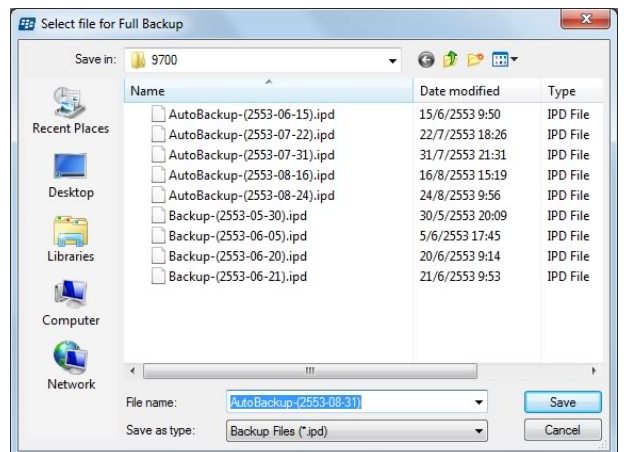 Select file for Full Backup
Save in: 9700
Name Date modified Type
AutoBackup-(2553-06-15).ipd 15/6/2553 9:50 IPD File
AutoBackup-(2553-07-22).ipd 22/7/2553 18:26 IPD File
AutoBackup-(2553-07-31).ipd 31/7/2553 21:31 IPD File
AutoBackup-(2553-08-16).ipd 16/8/2553 15:19 IPD File
AutoBackup-(2553-08-24).ipd 24/8/2553 9:56 IPD File
Backup-(2553-05-30).ipd 30/5/2553 20:09 IPD File
Backup-(2553-06-05).ipd 5/6/2553 17:45 IPD File
Backup-(2553-06-20).ipd 20/6/2553 9:14 IPD File
Backup-(2553-06-21).ipd 21/6/2553 9:53 IPD File
Recent Places
Desktop
Libraries
Computer
Network
File name: AutoBackup-(2553-08-31) Save
Save as type: Backup Files (*.ipd) Cancel